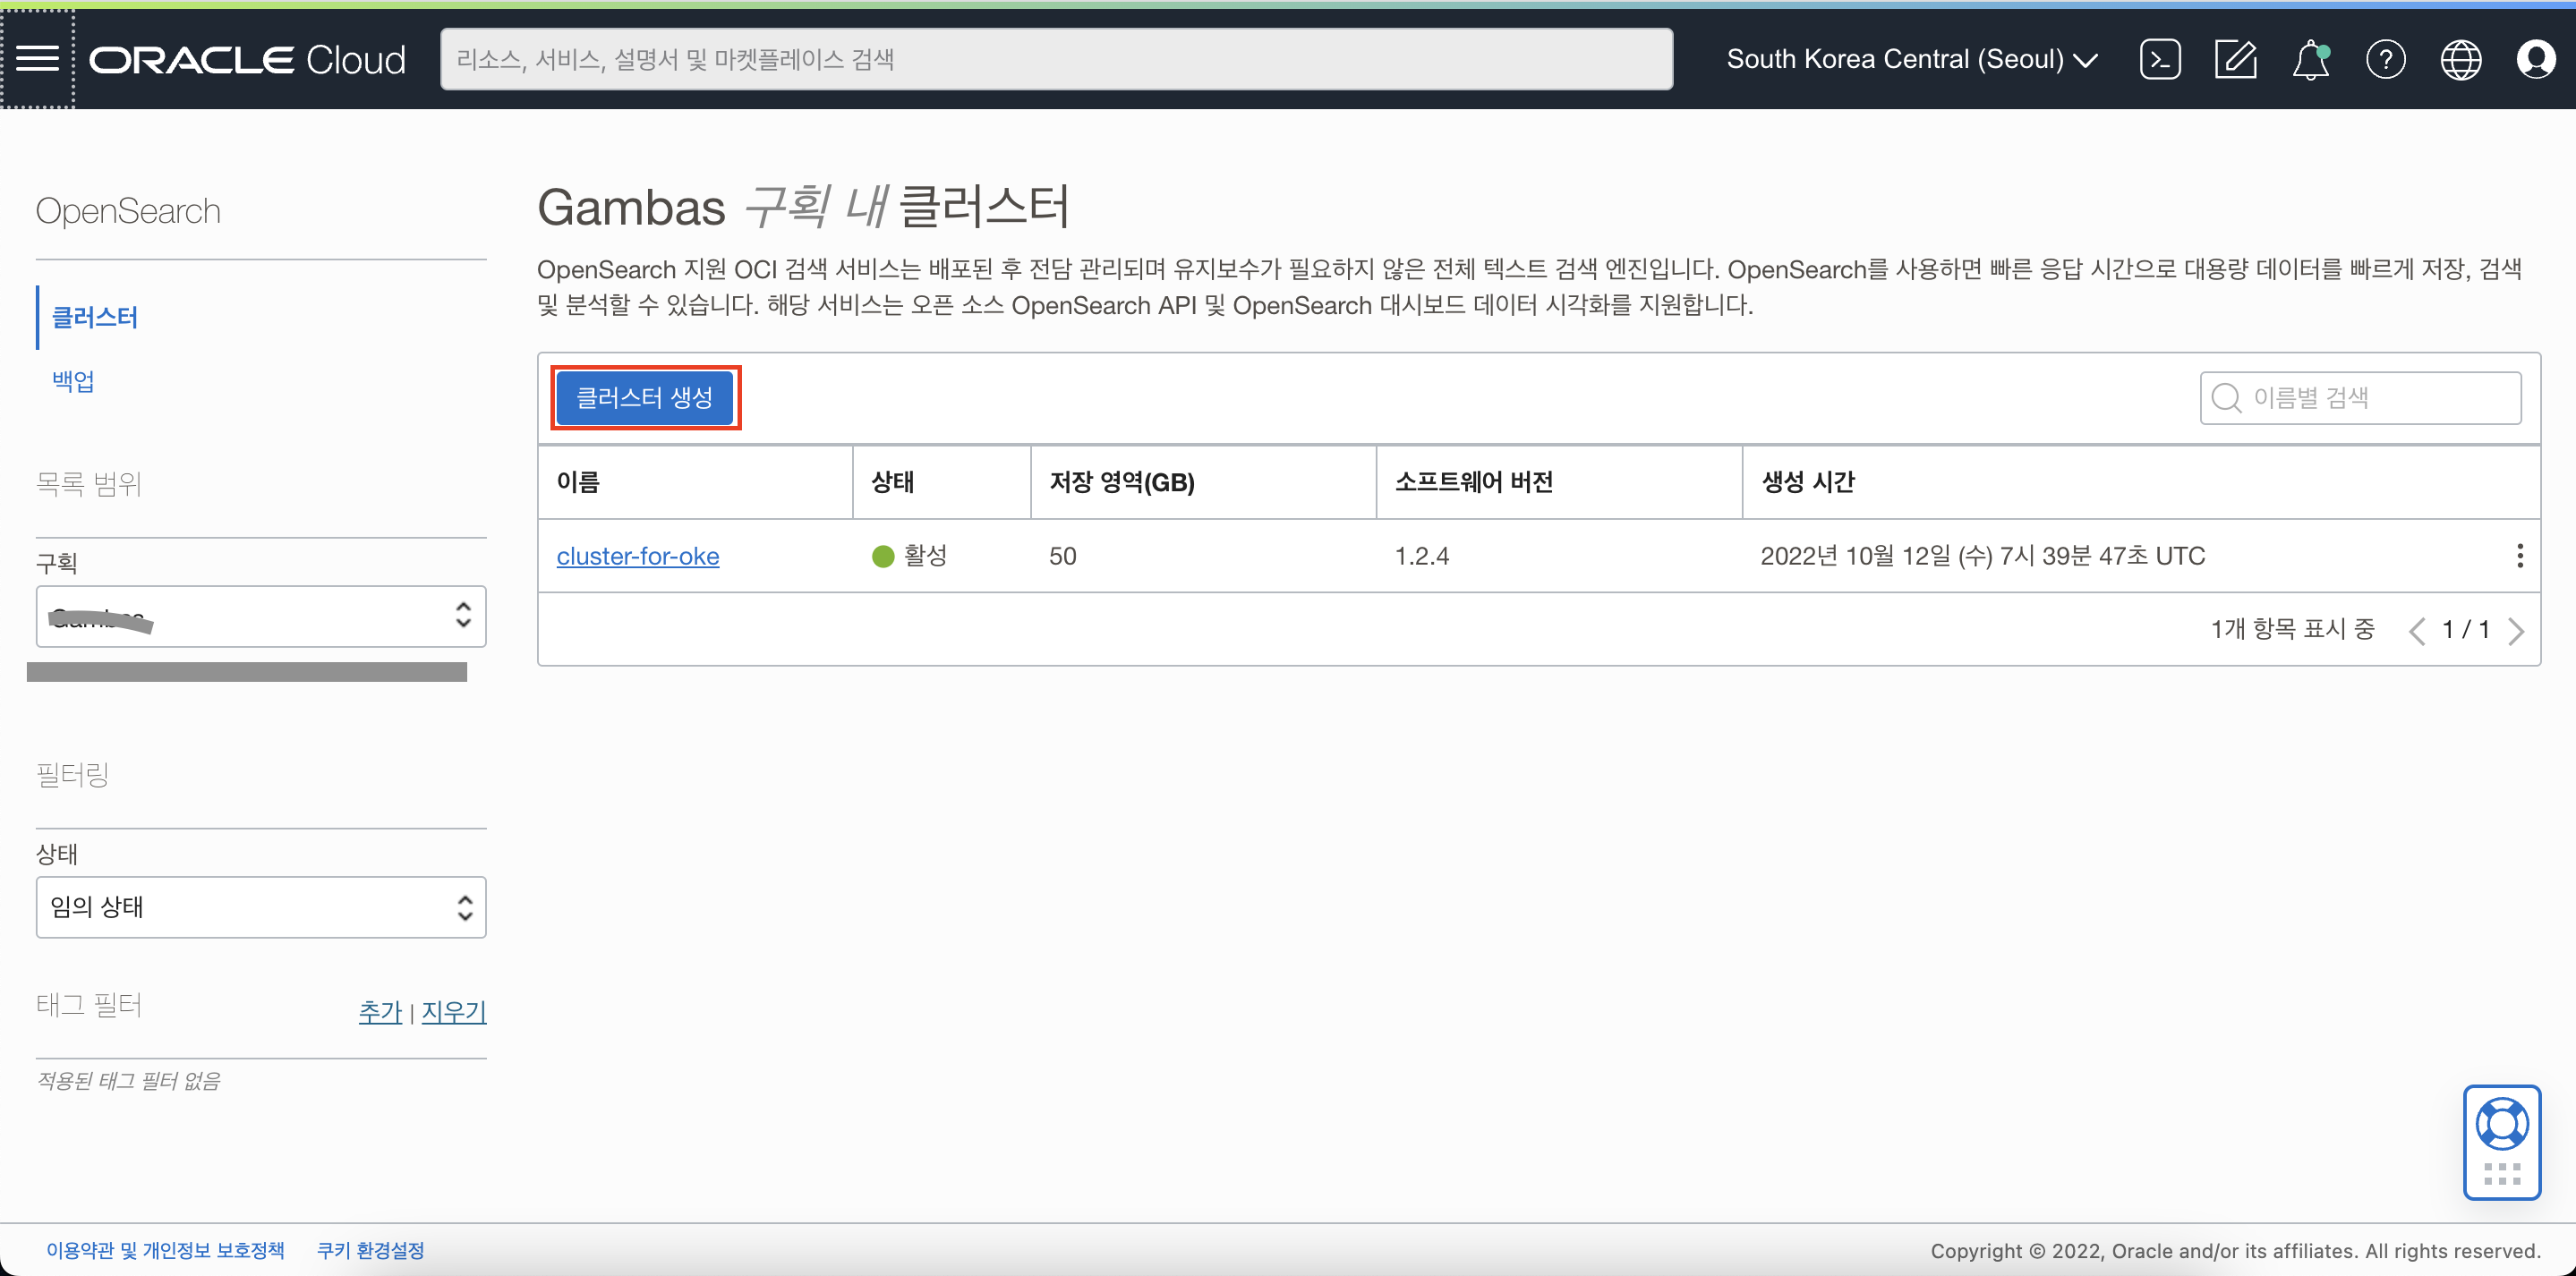 ORACLE Cloud
리소스, 서비스, 설명서 및 마켓플레이스 검색
South Korea Central (Seoul)
OpenSearch
클러스터
백업
목록 범위
구획
필터링
상태
임의 상태
태그 필터
추가 | 지우기
적용된 태그 필터 없음
Gambas 구획 내 클러스터
OpenSearch 지원 OCI 검색 서비스는 배포된 후 전담 관리되며 유지보수가 필요하지 않은 전체 텍스트 검색 엔진입니다. OpenSearch를 사용하면 빠른 응답 시간으로 대용량 데이터를 빠르게 저장, 검색
및 분석할 수 있습니다. 해당 서비스는 오픈 소스 OpenSearch API 및 OpenSearch 대시보드 데이터 시각화를 지원합니다.
클러스터 생성
이름별 검색
이름 상태 저장 영역(GB) 소프트웨어 버전 생성 시간
cluster-for-oke 활성 50 1.2.4 2022년 10월 12일 (수) 7시 39분 47초 UTC
1개 항목 표시 중 1 / 1
이용약관 및 개인정보 보호정책 쿠키 환경설정
Copyright © 2022, Oracle and/or its affiliates. All rights reserved.